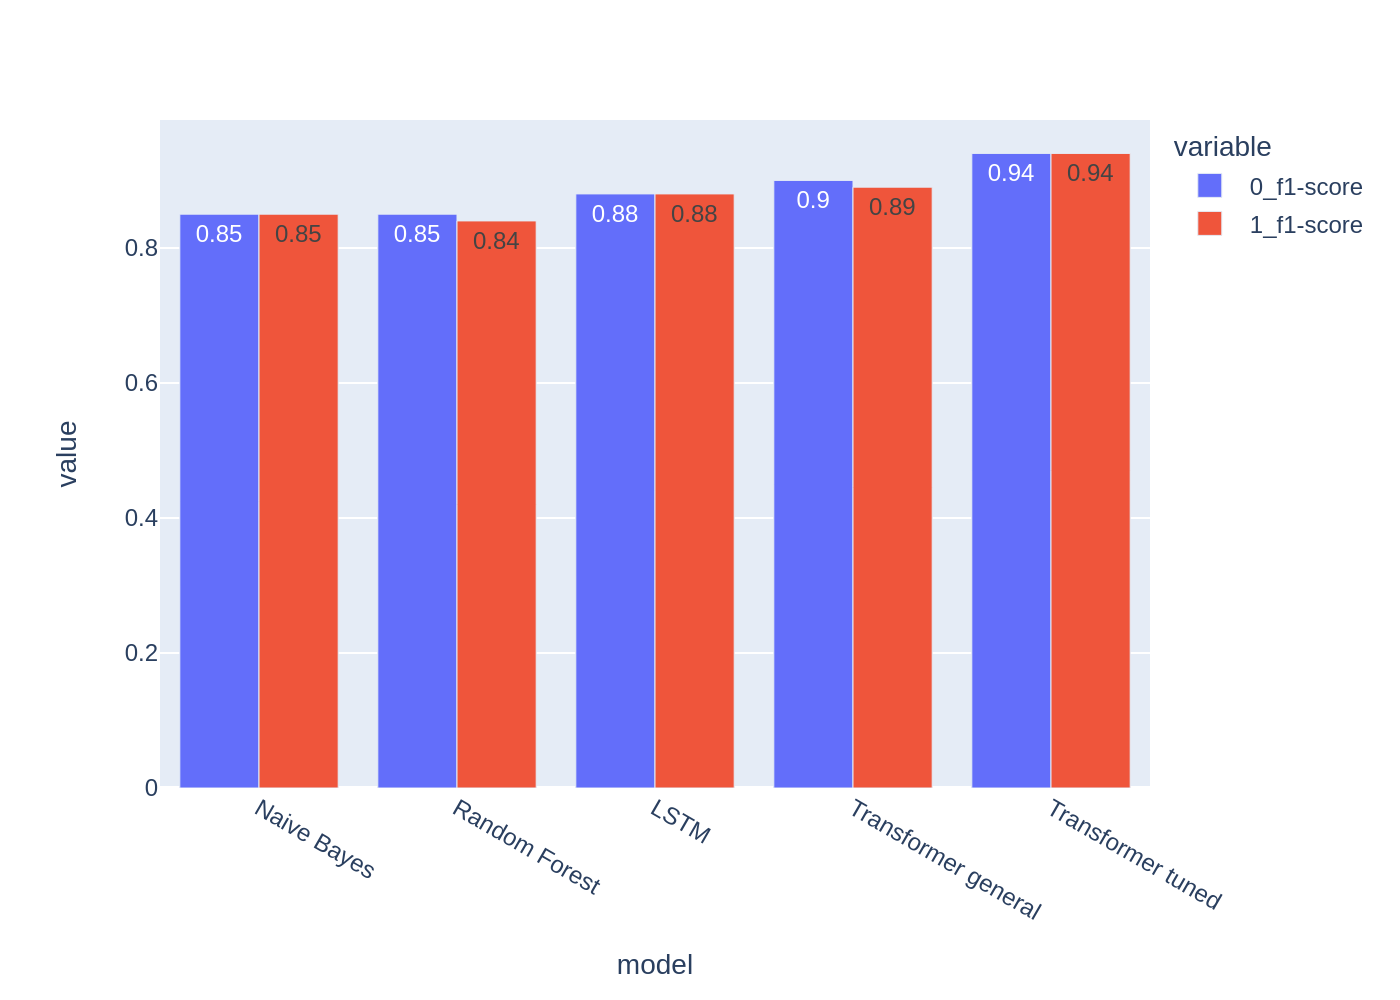 variable
0_f1-score
1_f1-score
value
0.8
0.6
0.4
0.2
0
0.85
0.85
0.85
0.84
0.88
0.88
0.9
0.89
0.94
0.94
Naive Bayes
Random Forest
LSTM
Transformer general
Transformer tuned
model